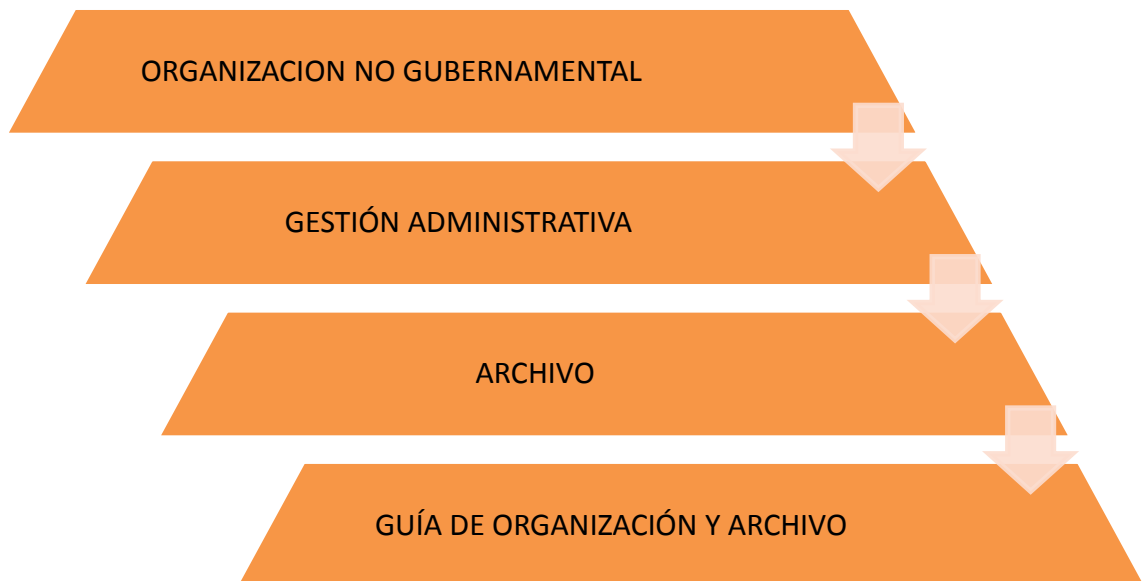 ORGANIZACION NO GUBERNAMENTAL
GESTIÓN ADMINISTRATIVA
ARCHIVO
GUÍA DE ORGANIZACIÓN Y ARCHIVO